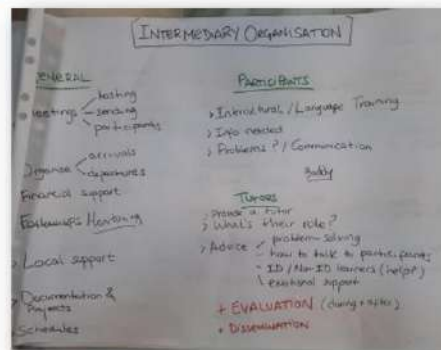 INTERMEDIARY ORGANISATION
GENERAL
Meetings
hosting
sending
participants
Organise
arrivals
departures
Financial support
Monitoring
Local support
Documentation &
Schedules
PARTICIPANTS
Intercultural / Language Training
Info needed
Problems? / Communication
Buddy
TUTORS
Provide a tutor
What's their role?
Advice
problem-solving
how to talk to participants
ID / Non-ID learners (help?)
emotional support
+ EVALUATION (during + after)
+ DISSEMINATION